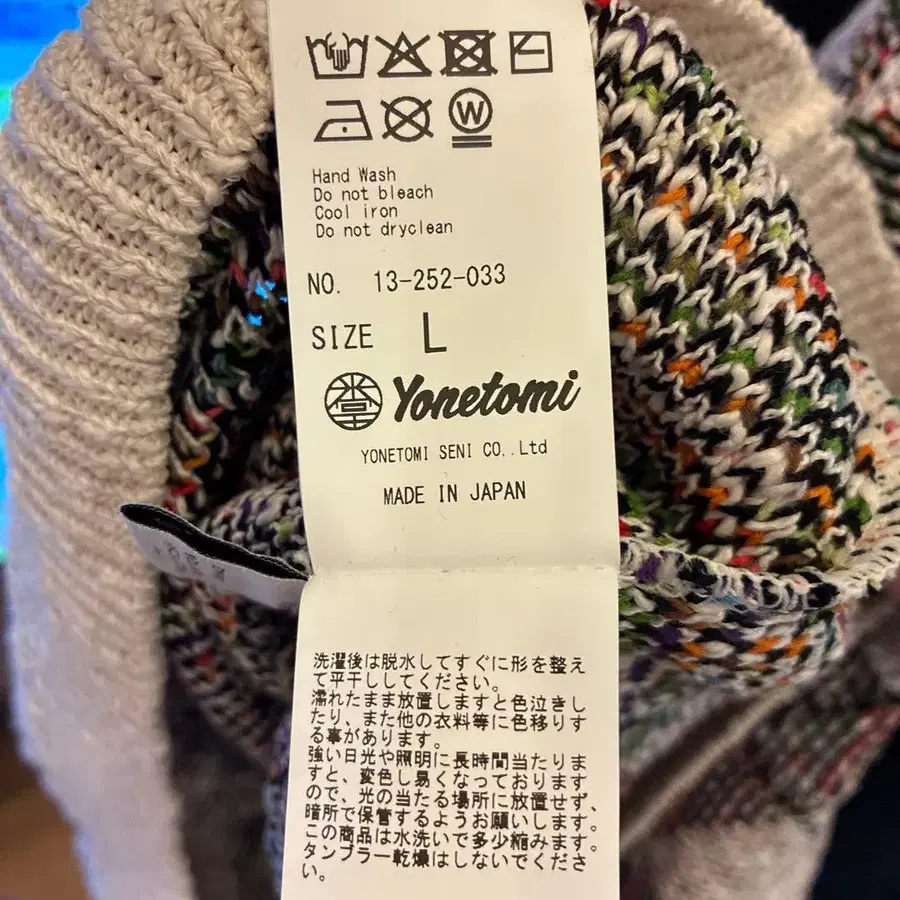 W
Hand Wash
Do not bleach
Cool iron
Do not dryclean
NO. 13-252-033
SIZE L
Yonetomi
YONETOMI SENI CO.,Ltd
MADE IN JAPAN
洗濯後は脱水してすぐに形を整え
て平干ししてください。
濡れたまま放置しますと色泣きし
たり、また他の衣料等に色移りす
る事があります。
強い日光や照明に長時間当たりま
すと、変色し易くなっております
ので、光の当たる場所に放置せず、
暗所で保管するようお願いします。
この商品は水洗いで多少縮みます。
タンブラー乾燥はしないでくださ
い。